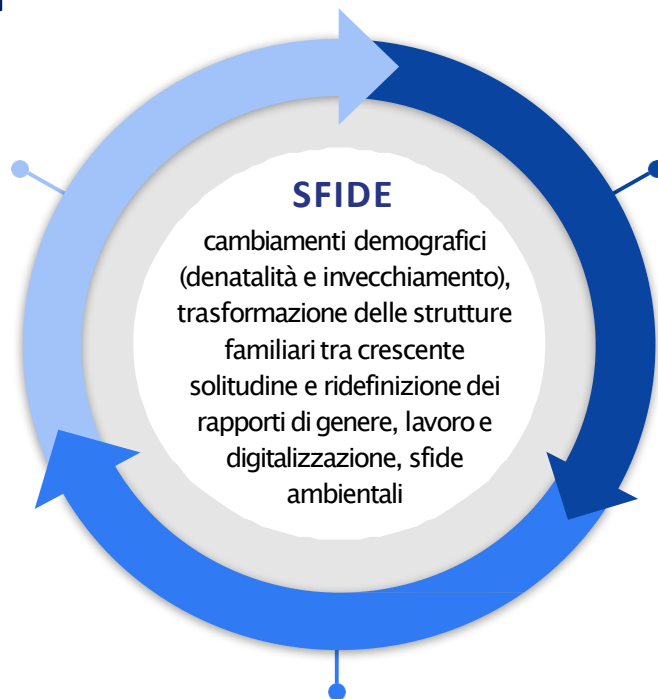 SFIDE
cambiamenti demografici
(denatalità e invecchiamento),
trasformazione delle strutture
familiari tra crescente
solitudine e ridefinizione dei
rapporti di genere, lavoro e
digitalizzazione, sfide
ambientali